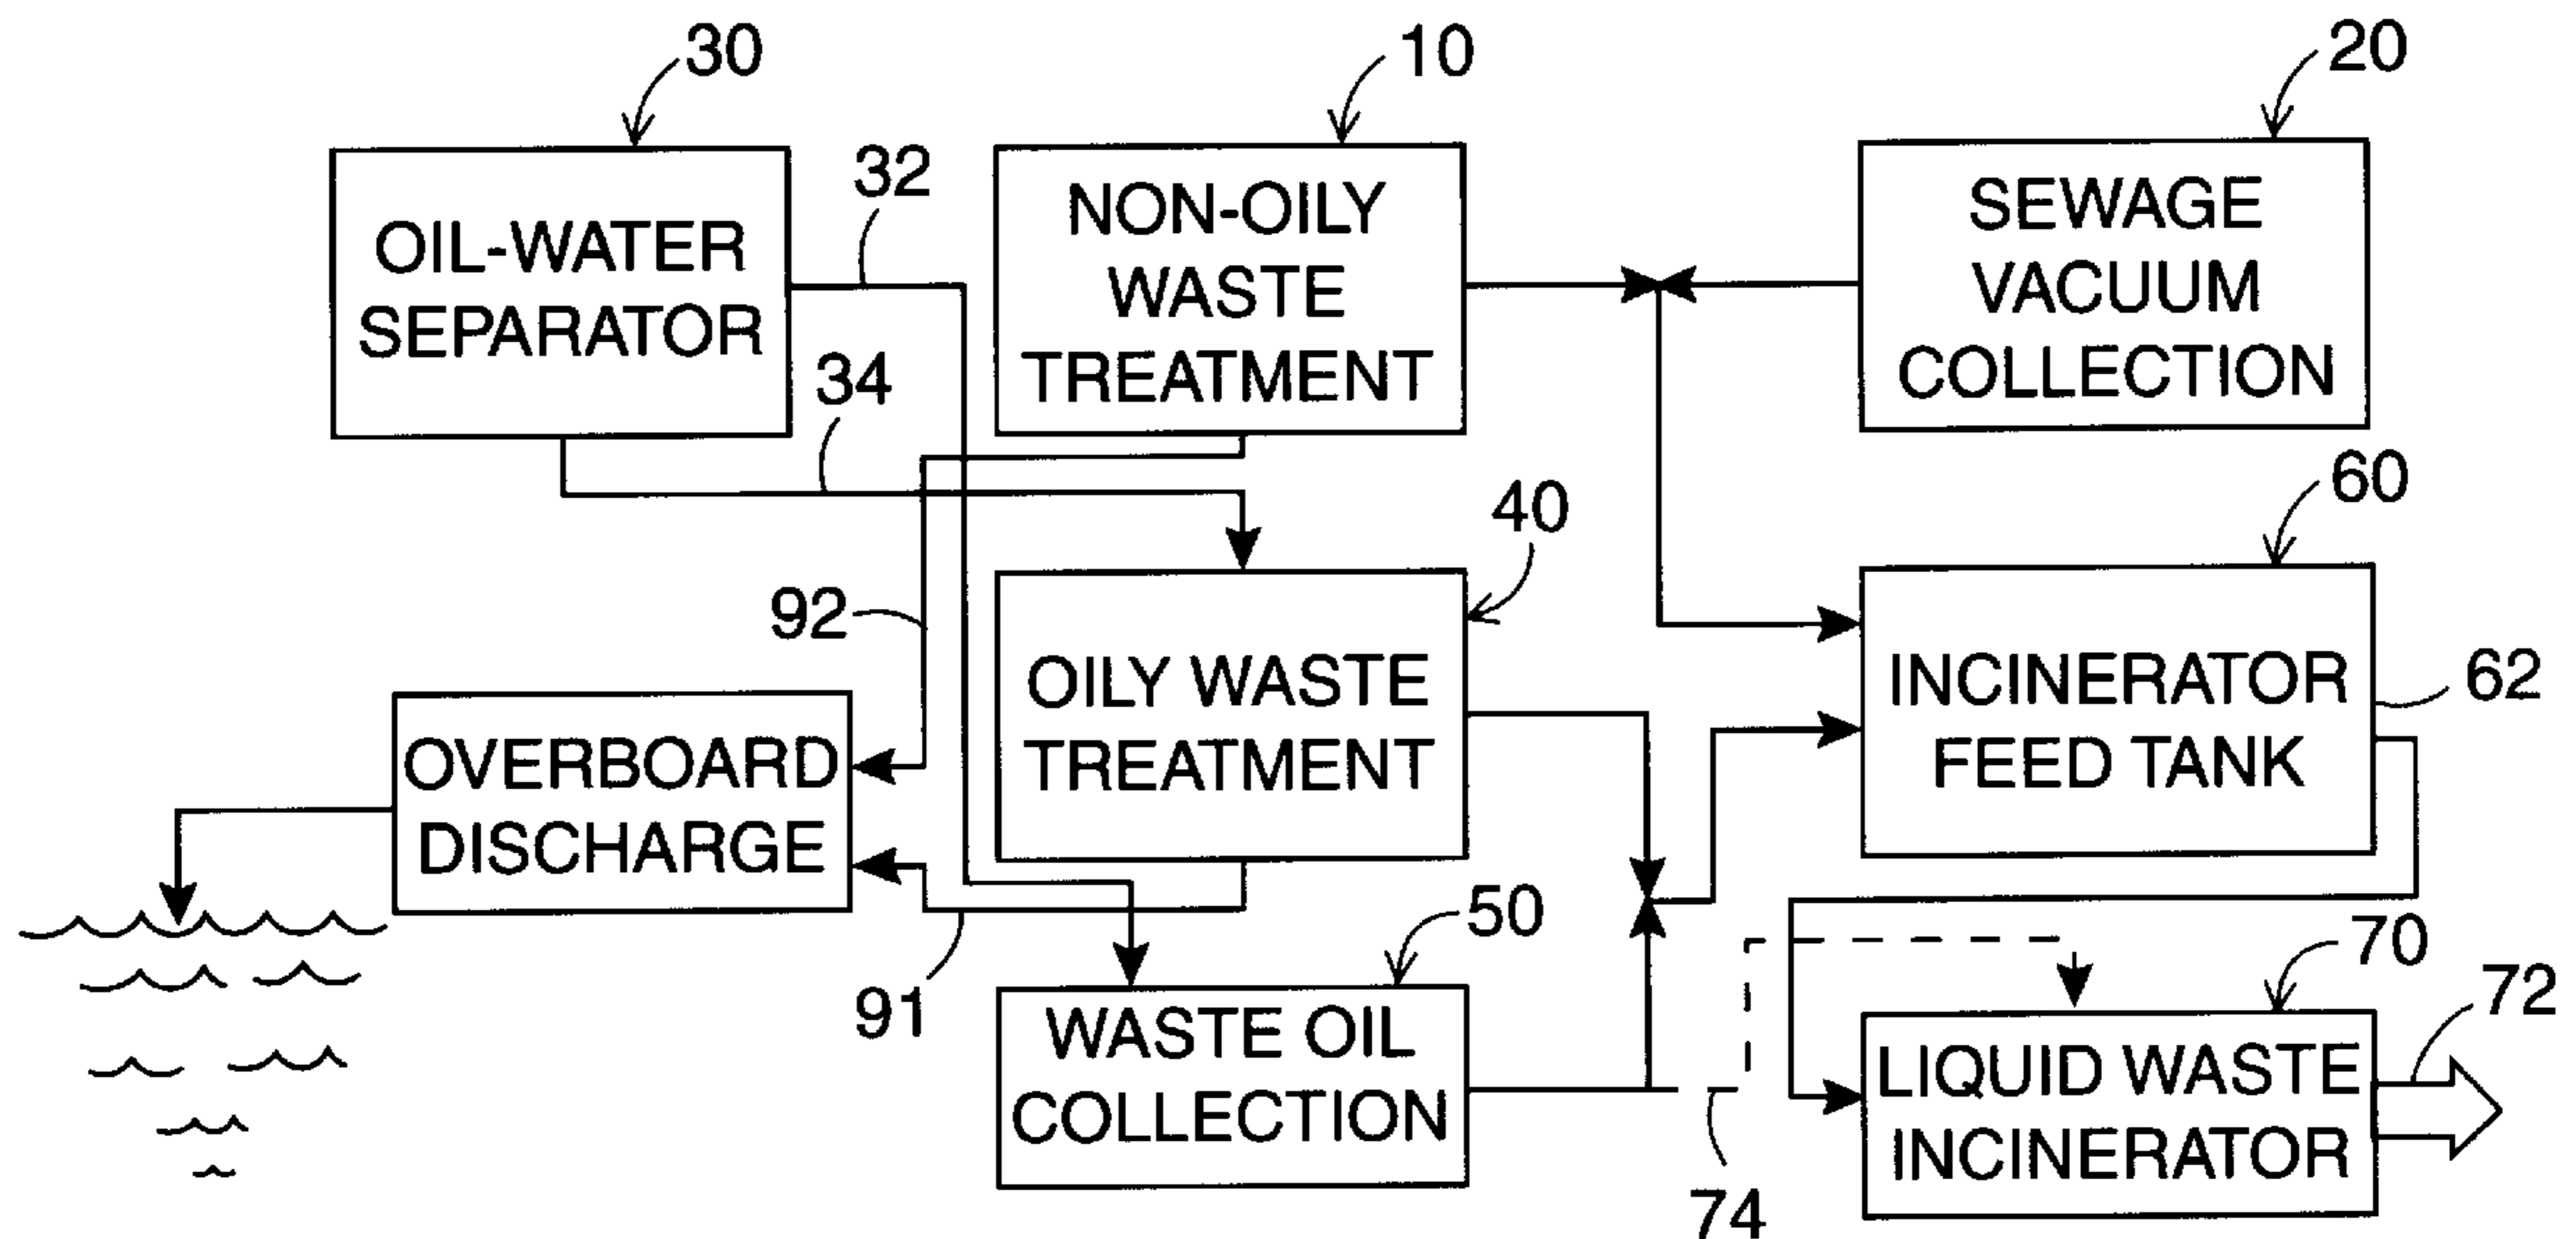 30
10
20
OIL-WATER
SEPARATOR
32
NON-OILY
WASTE
TREATMENT
SEWAGE
VACUUM
COLLECTION
34
40
60
92
OILY WASTE
TREATMENT
INCINERATOR
FEED TANK
62
OVERBOARD
DISCHARGE
91
50
WASTE OIL
COLLECTION
70
72
LIQUID WASTE
INCINERATOR
74